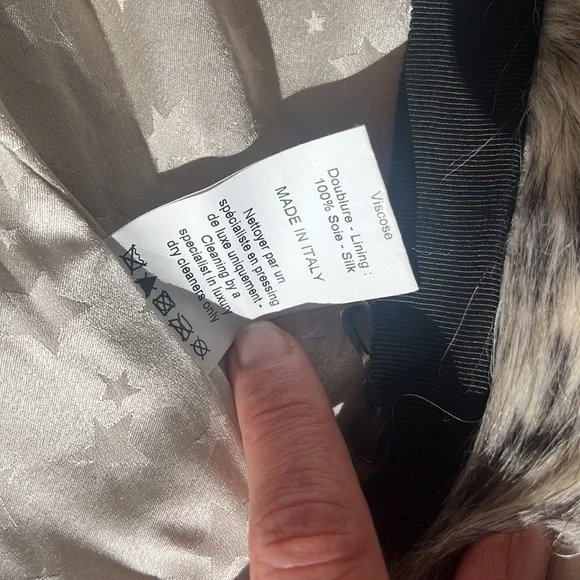 Viscose
Doublure - Lining :
100% Soie - Silk
MADE IN ITALY
Nettoyer par un
spécialiste en pressing
de luxe uniquement -
Cleaning by a
specialist in luxury
dry cleaners only